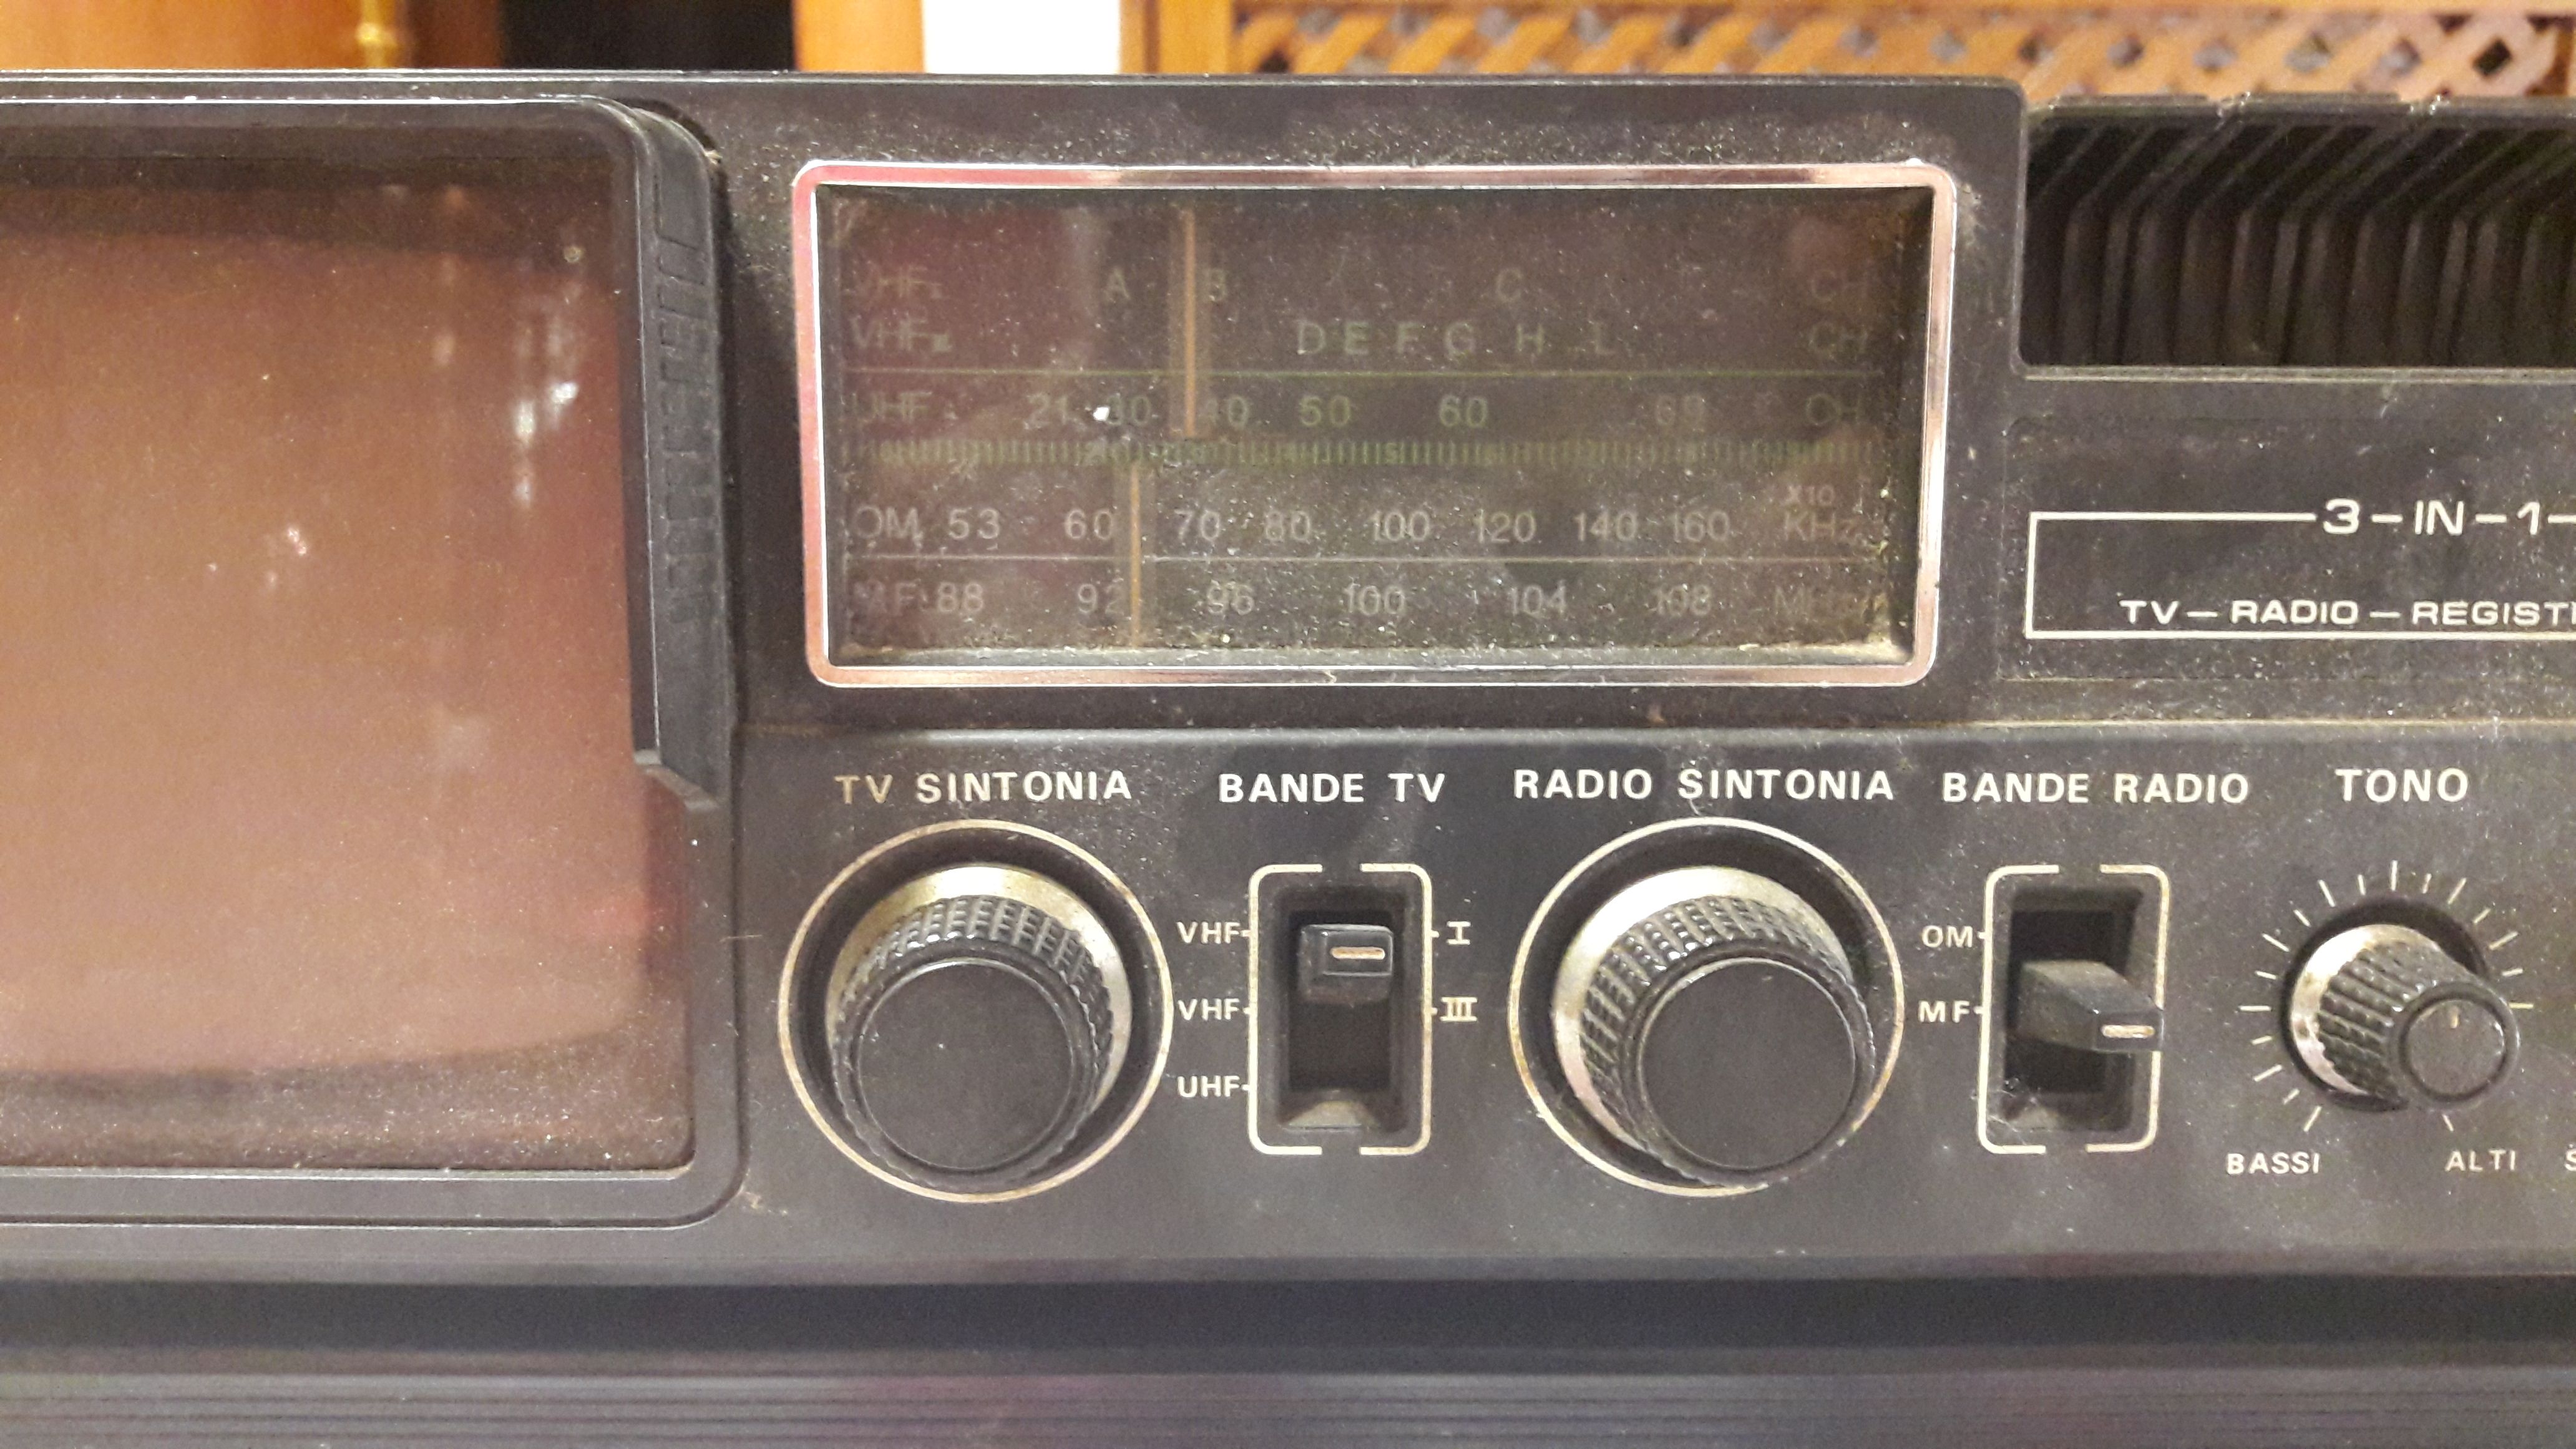 VHF I A B C CH
VHF III D E F G H L CH
UHF 21 30 40 50 60 69 CH
X10
OM 53 60 70 80 100 120 140 160 KHz
MF 88 92 96 100 104 108 MHz
3-IN-1
TV-RADIO-REGIST
TV SINTONIA
BANDE TV
RADIO SINTONIA
BANDE RADIO
TONO
VHF I
VHF III
UHF
OM
MF
BASSI ALTI